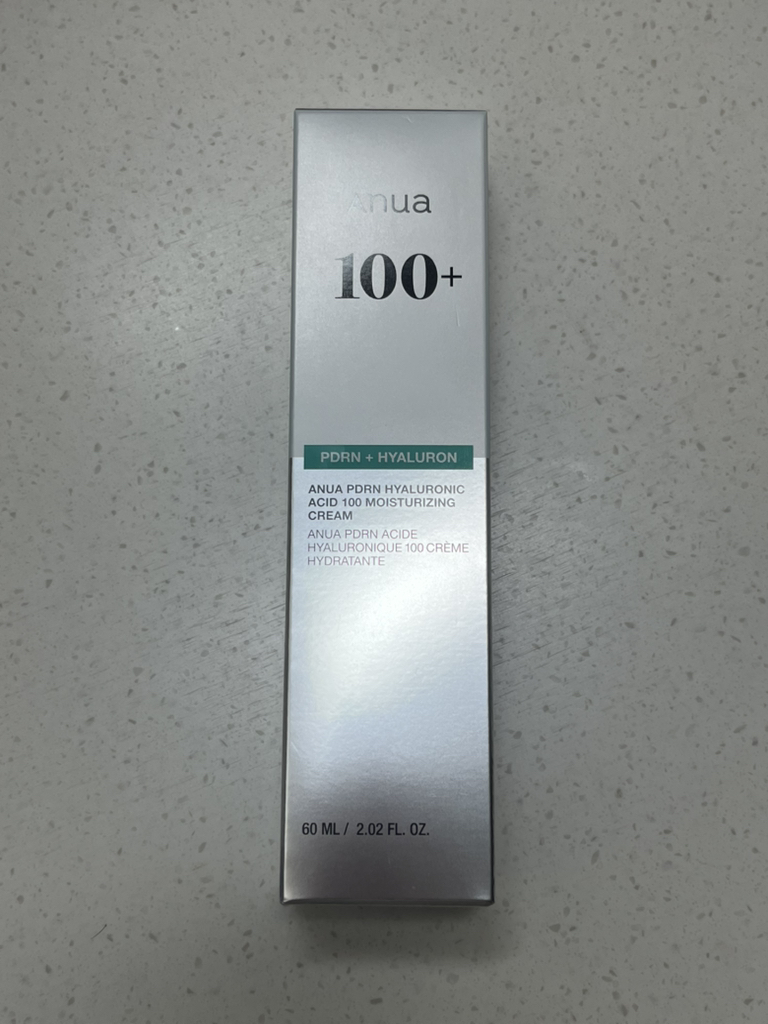 Anua
100+
PDRN + HYALURON
ANUA PDRN HYALURONIC
ACID 100 MOISTURIZING
CREAM
ANUA PDRN ACIDE
HYALURONIQUE 100 CRÈME
HYDRATANTE
60 ML / 2.02 FL. OZ.